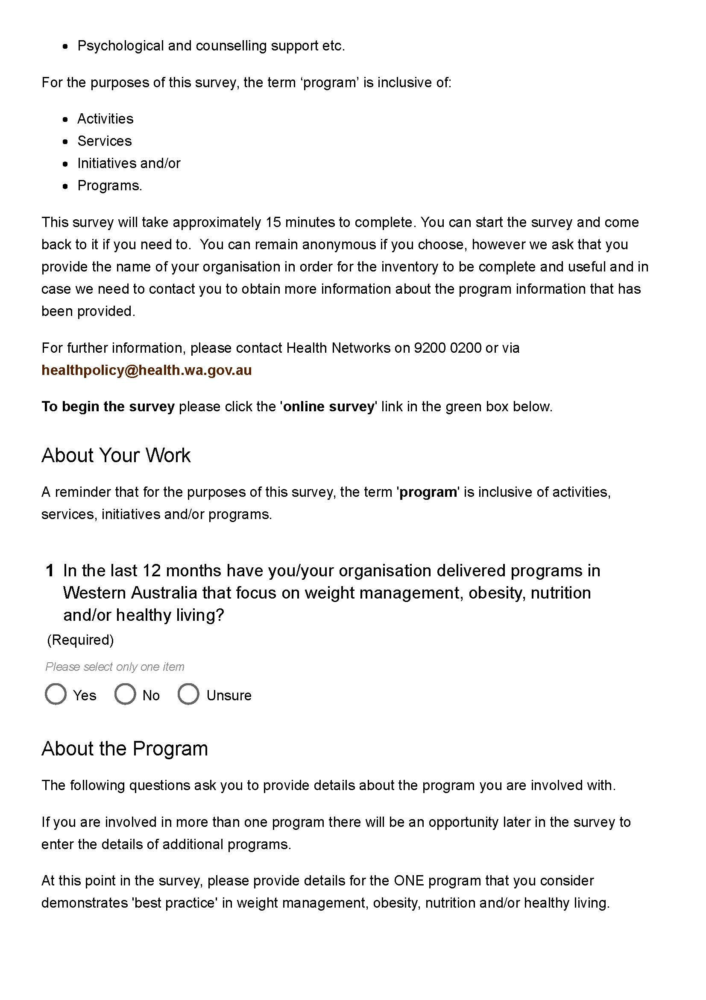 • Psychological and counselling support etc.
For the purposes of this survey, the term ‘program’ is inclusive of:
• Activities
• Services
• Initiatives and/or
• Programs.
This survey will take approximately 15 minutes to complete. You can start the survey and come
back to it if you need to.  You can remain anonymous if you choose, however we ask that you
provide the name of your organisation in order for the inventory to be complete and useful and in
case we need to contact you to obtain more information about the program information that has
been provided.
For further information, please contact Health Networks on 9200 0200 or via
healthpolicy@health.wa.gov.au
To begin the survey please click the 'online survey' link in the green box below.
About Your Work
A reminder that for the purposes of this survey, the term 'program' is inclusive of activities,
services, initiatives and/or programs.
1 In the last 12 months have you/your organisation delivered programs in
Western Australia that focus on weight management, obesity, nutrition
and/or healthy living?
(Required)
Please select only one item
Yes No Unsure
About the Program
The following questions ask you to provide details about the program you are involved with.
If you are involved in more than one program there will be an opportunity later in the survey to
enter the details of additional programs.
At this point in the survey, please provide details for the ONE program that you consider
demonstrates 'best practice' in weight management, obesity, nutrition and/or healthy living.